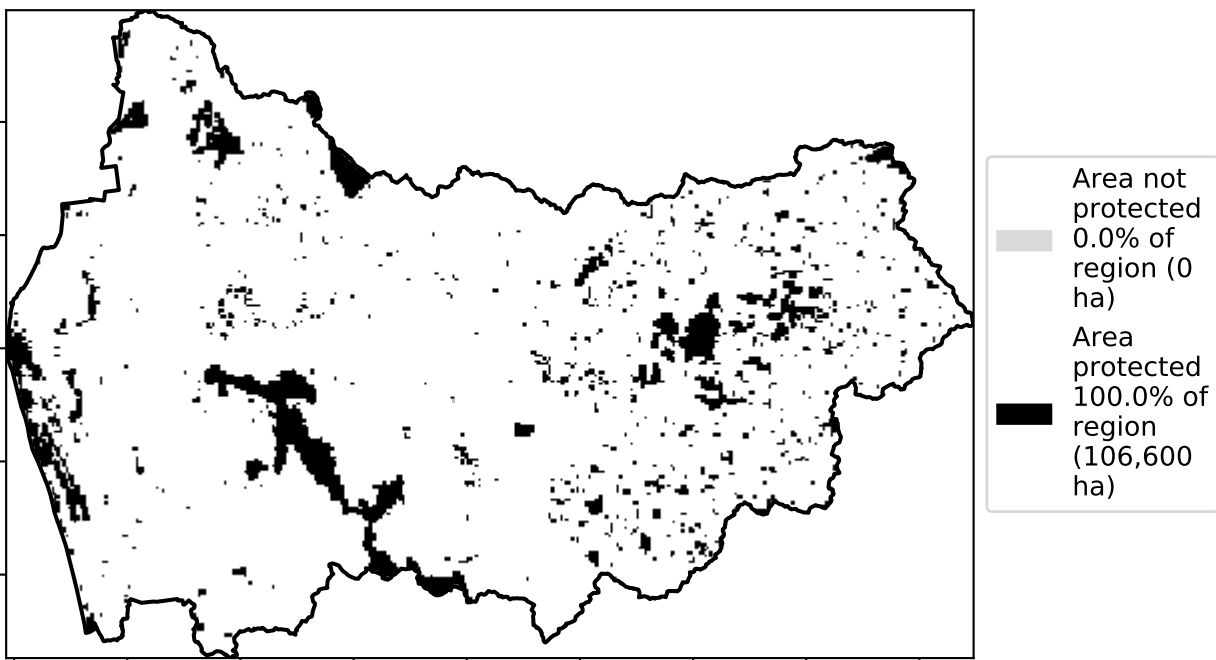 Area not
protected
0.0% of
region (0
ha)
Area
protected
100.0% of
region
(106,600
ha)